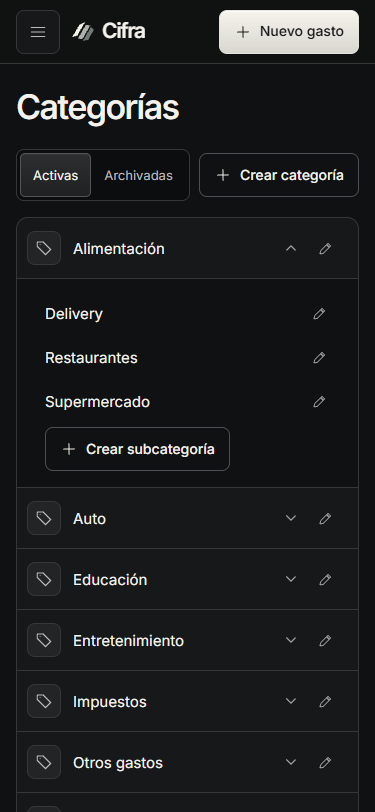 Cifra
Nuevo gasto
Categorías
Activas
Archivadas
Crear categoría
Alimentación
Delivery
Restaurantes
Supermercado
Crear subcategoría
Auto
Educación
Entretenimiento
Impuestos
Otros gastos